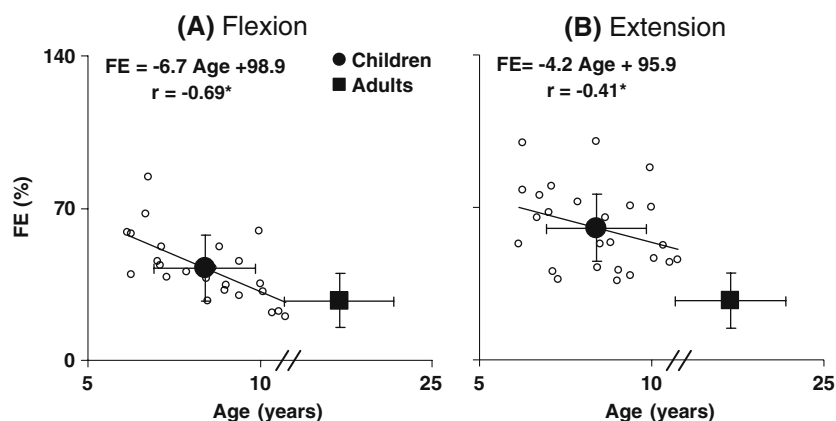 (A) Flexion
(B) Extension
140
FE = -6.7 Age +98.9
r = -0.69*
Children
Adults
FE= -4.2 Age + 95.9
r = -0.41*
FE (%)
70
0
5
10
25
5
10
25
Age (years)
Age (years)